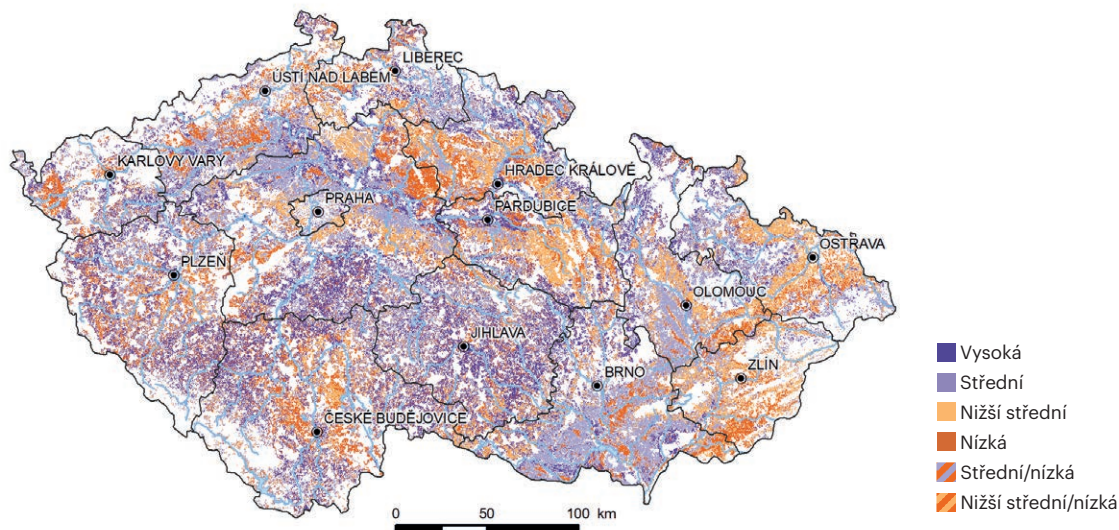 LIBEREC
ÚSTÍ NAD LABEM
KARLOVY VARY
HRADEC KRÁLOVÉ
PRAHA
PARDUBICE
PLZEŇ
OSTRAVA
OLOMOUC
JIHLAVA
ZLÍN
BRNO
ČESKÉ BUDĚJOVICE
Vysoká
Střední
Nižší střední
Nízká
Střední/nízká
Nižší střední/nízká
0 50 100 km